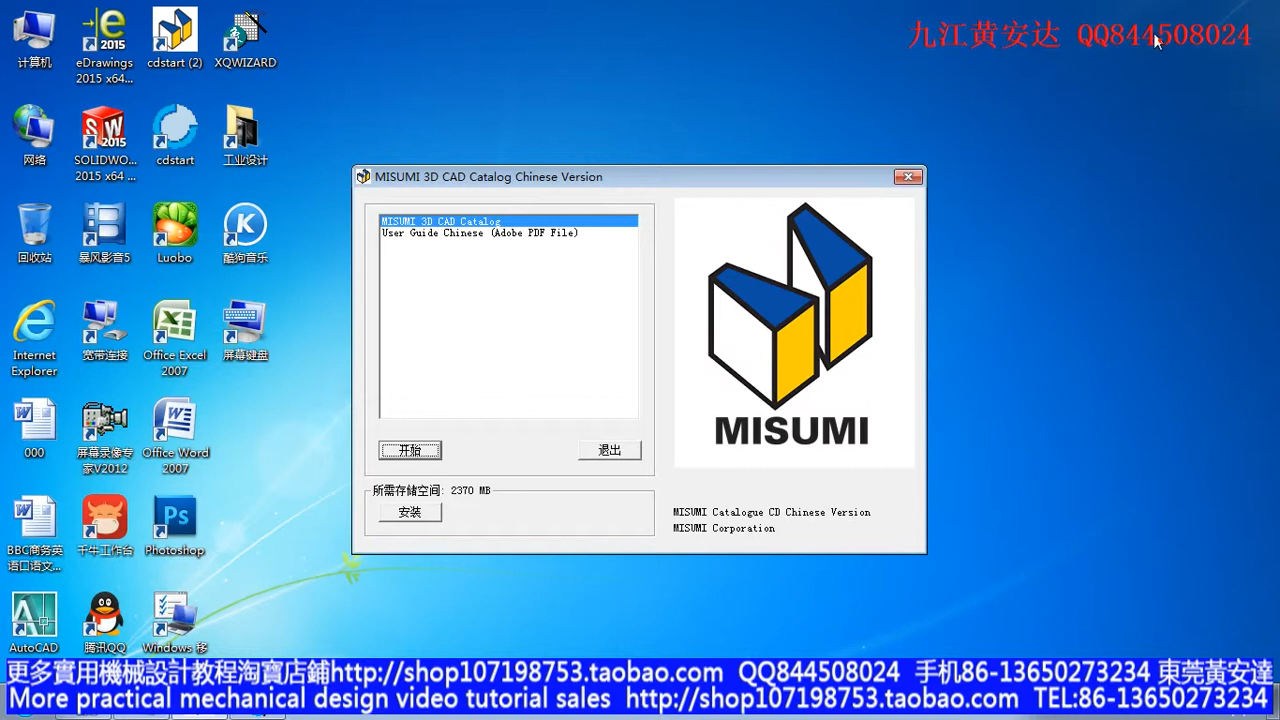 九江黄安达 QQ844508024
计算机
eDrawings
2015 x64...
cdstart (2)
XQWIZARD
网络
SOLIDWO...
2015 x64 ...
cdstart
工业设计
回收站
暴风影音5
Luobo
酷狗音乐
Internet
Explorer
宽带连接
Office Excel
2007
屏幕键盘
000
屏幕录像专
家V2012
Office Word
2007
BBC商务英
语口语文...
千牛工作台
Photoshop
AutoCAD
腾讯QQ
Windows 移
MISUMI 3D CAD Catalog Chinese Version
MISUMI 3D CAD Catalog
User Guide Chinese (Adobe PDF File)
开始
退出
所需存储空间: 2370 MB
安装
MISUMI
MISUMI Catalogue CD Chinese Version
MISUMI Corporation
更多實用機械設計教程淘寶店鋪http://shop107198753.taobao.com QQ844508024 手机86-13650273234 東莞黃安達
More practical mechanical design video tutorial sales http://shop107198753.taobao.com TEL:86-13650273234